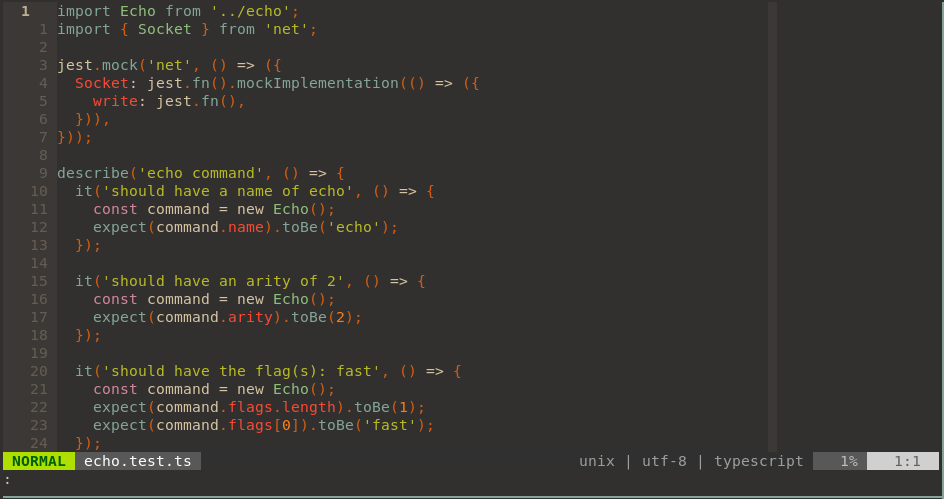 1 import Echo from '../echo';
1 import { Socket } from 'net';
2
3 jest.mock('net', () => ({
4   Socket: jest.fn().mockImplementation(() => ({
5     write: jest.fn(),
6   })),
7 }));
8
9 describe('echo command', () => {
10   it('should have a name of echo', () => {
11     const command = new Echo();
12     expect(command.name).toBe('echo');
13   });
14
15   it('should have an arity of 2', () => {
16     const command = new Echo();
17     expect(command.arity).toBe(2);
18   });
19
20   it('should have the flag(s): fast', () => {
21     const command = new Echo();
22     expect(command.flags.length).toBe(1);
23     expect(command.flags[0]).toBe('fast');
24   });
NORMAL echo.test.ts unix | utf-8 | typescript 1% 1:1
: